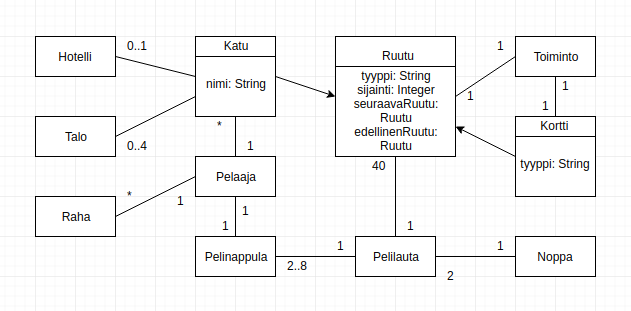 Hotelli
0..1
Katu
nimi: String
Ruutu
tyyppi: String
sijainti: Integer
seuraavaRuutu:
Ruutu
edellinenRuutu:
Ruutu
1
1
Toiminto
1
1
Kortti
tyyppi: String
Talo
0..4
*
1
Pelaaja
Raha
*
1
1
1
Pelinappula
2..8
1
40
1
Pelilauta
2
1
Noppa